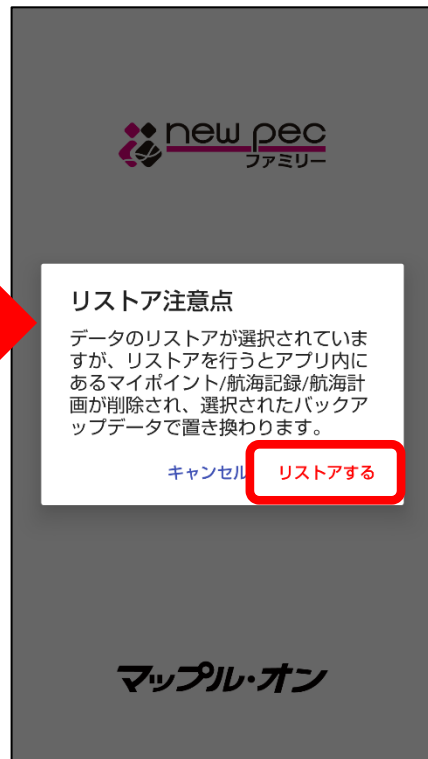 new pec
ファミリー
リストア注意点
データのリストアが選択されていま
すが、リストアを行うとアプリ内に
あるマイポイント/航海記録/航海計
画が削除され、選択されたバックア
ップデータで置き換わります。
キャンセル リストアする
マップル・オン